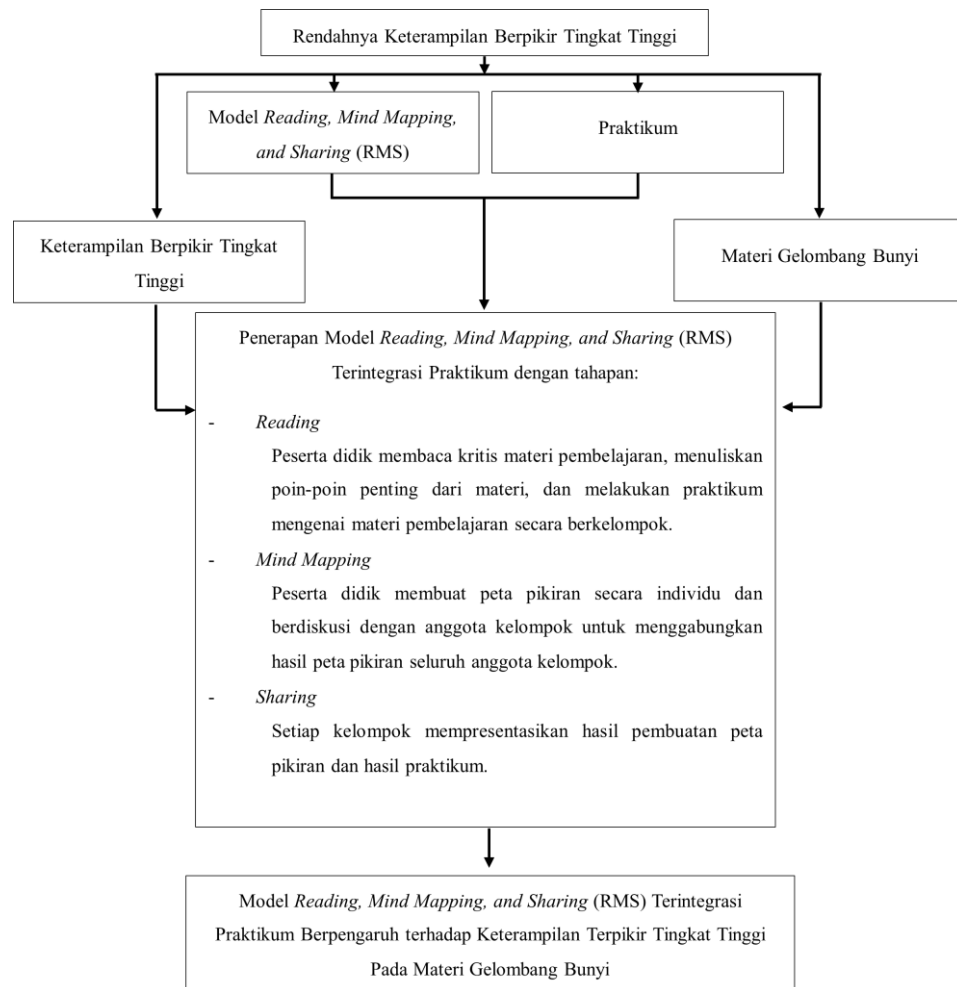 Rendahnya Keterampilan Berpikir Tingkat Tinggi
Model Reading, Mind Mapping,
and Sharing (RMS)
Praktikum
Keterampilan Berpikir Tingkat
Tinggi
Materi Gelombang Bunyi
Penerapan Model Reading, Mind Mapping, and Sharing (RMS)
Terintegrasi Praktikum dengan tahapan:
- Reading
Peserta didik membaca kritis materi pembelajaran, menuliskan
poin-poin penting dari materi, dan melakukan praktikum
mengenai materi pembelajaran secara berkelompok.
- Mind Mapping
Peserta didik membuat peta pikiran secara individu dan
berdiskusi dengan anggota kelompok untuk menggabungkan
hasil peta pikiran seluruh anggota kelompok.
- Sharing
Setiap kelompok mempresentasikan hasil pembuatan peta
pikiran dan hasil praktikum.
Model Reading, Mind Mapping, and Sharing (RMS) Terintegrasi
Praktikum Berpengaruh terhadap Keterampilan Terpikir Tingkat Tinggi
Pada Materi Gelombang Bunyi